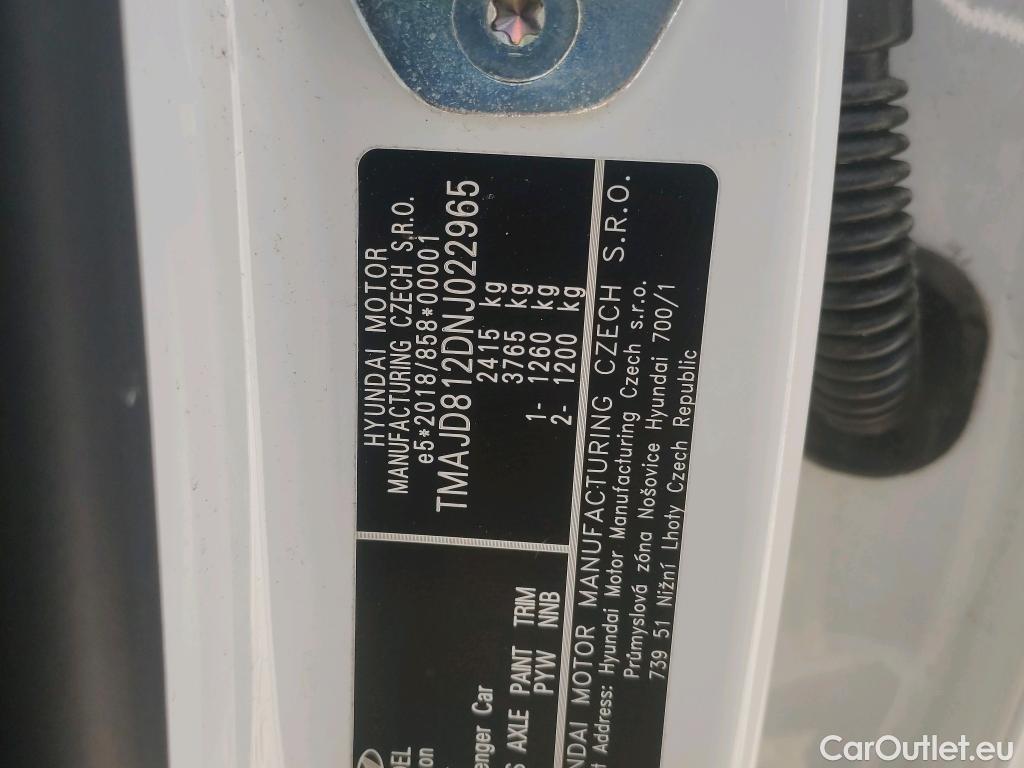 HYUNDAI MOTOR
MANUFACTURING CZECH S.R.O.
e5*2018/858*00001
TMAJD812DNJ022965
2415 kg
3765 kg
1- 1260 kg
2- 1200 kg
Car
AXLE PAINT TRIM
PYW NNB
MOTOR MANUFACTURING CZECH S.R.O.
Address: Hyundai Motor Manufacturing Czech s.r.o.
Průmyslová zóna Nošovice Hyundai 700/1
739 51 Nižní Lhoty Czech Republic
CarOutlet.eu